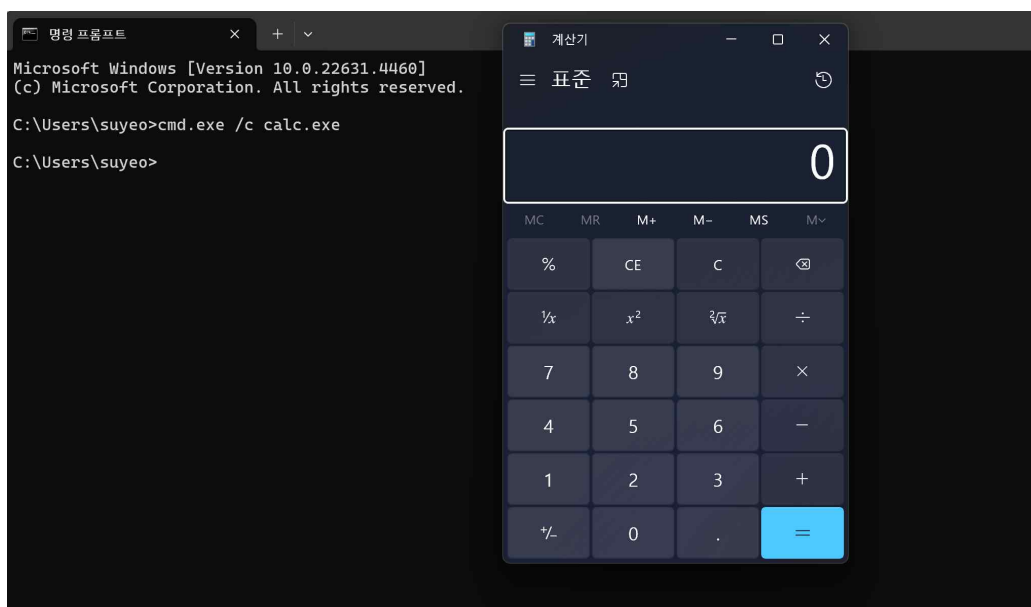 명령 프롬프트
Microsoft Windows [Version 10.0.22631.4460]
(c) Microsoft Corporation. All rights reserved.
C:\Users\suyeo>cmd.exe /c calc.exe
C:\Users\suyeo>
계산기
표준
0
MC MR M+ M− MS M
% CE C
¹/x x² ²√x ÷
7 8 9 ×
4 5 6 −
1 2 3 +
+/− 0 . =